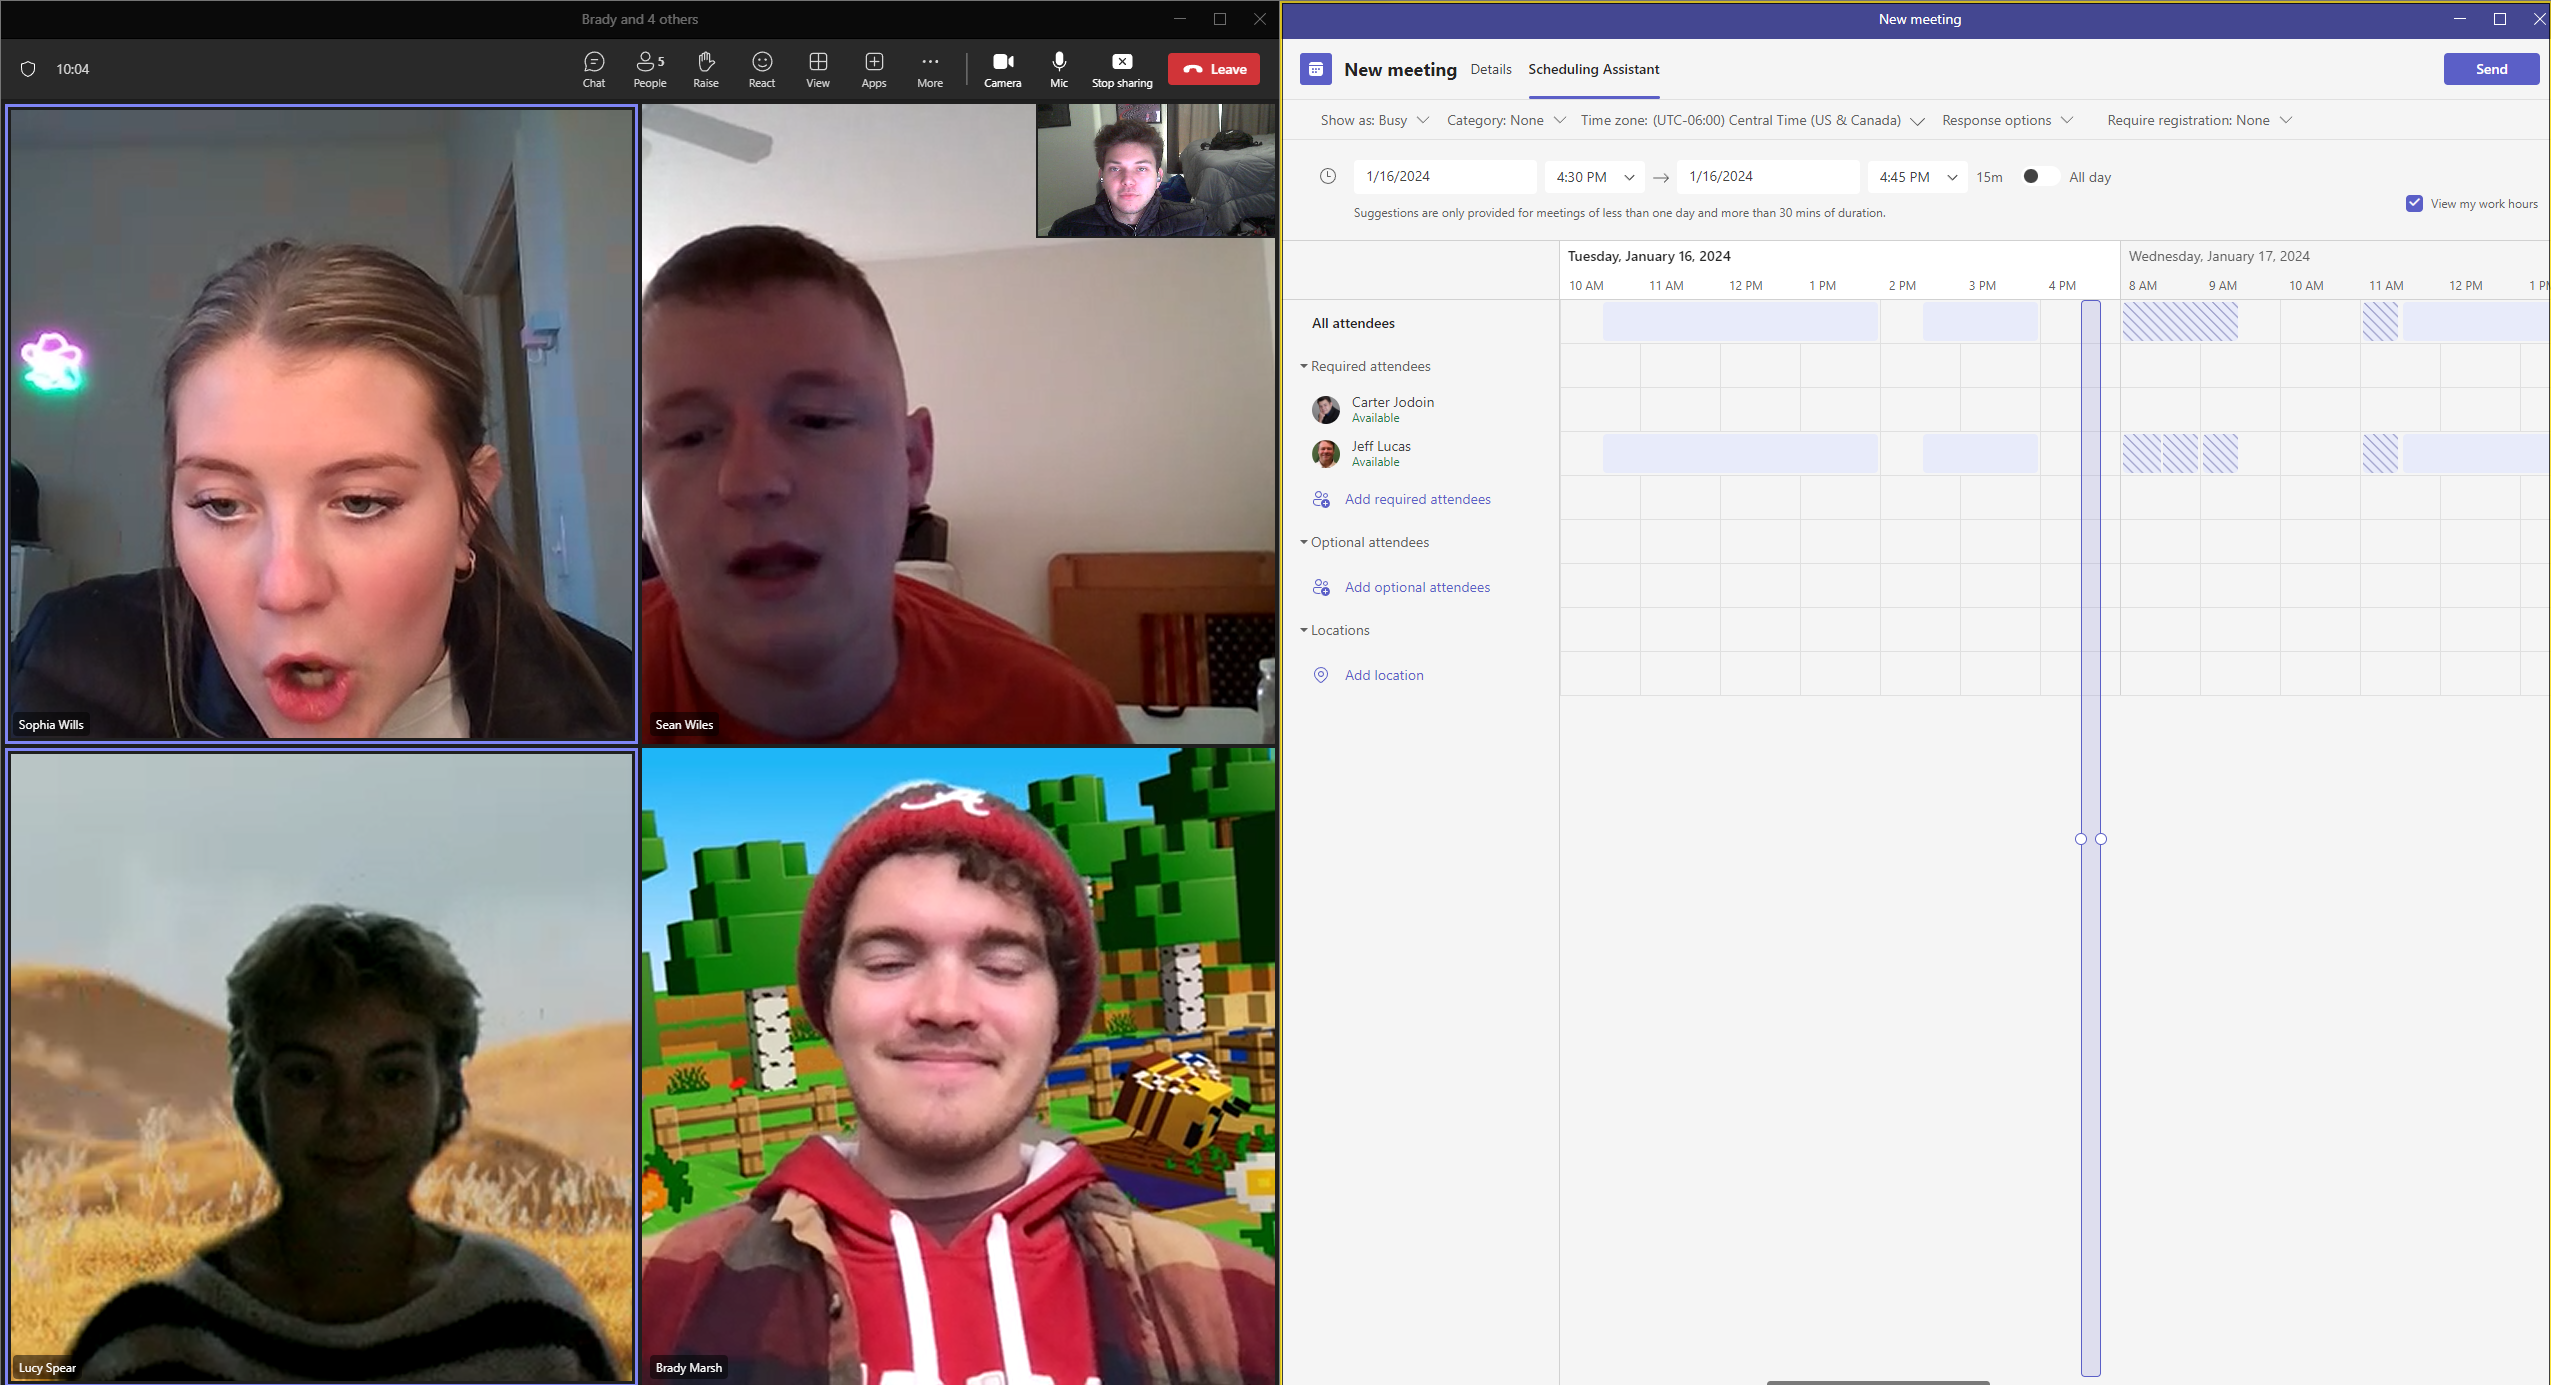 Brady and 4 others
10:04
Chat
People 5
Raise
React
View
Apps
More
Camera
Mic
Stop sharing
Leave
Sophia Wills
Sean Wiles
Lucy Spear
Brady Marsh
New meeting
New meeting Details Scheduling Assistant
Send
Show as: Busy Category: None Time zone: (UTC-06:00) Central Time (US & Canada) Response options Require registration: None
1/16/2024 4:30 PM → 1/16/2024 4:45 PM 15m All day
Suggestions are only provided for meetings of less than one day and more than 30 mins of duration.
View my work hours
Tuesday, January 16, 2024 Wednesday, January 17, 2024
10 AM 11 AM 12 PM 1 PM 2 PM 3 PM 4 PM 8 AM 9 AM 10 AM 11 AM 12 PM 1 PM
All attendees
Required attendees
Carter Jodoin
Available
Jeff Lucas
Available
Add required attendees
Optional attendees
Add optional attendees
Locations
Add location